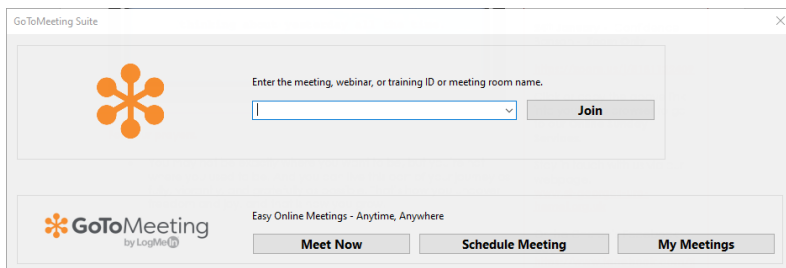 GoToMeeting Suite
Enter the meeting, webinar, or training ID or meeting room name.
Join
GoToMeeting
by LogMeIn
Easy Online Meetings - Anytime, Anywhere
Meet Now
Schedule Meeting
My Meetings